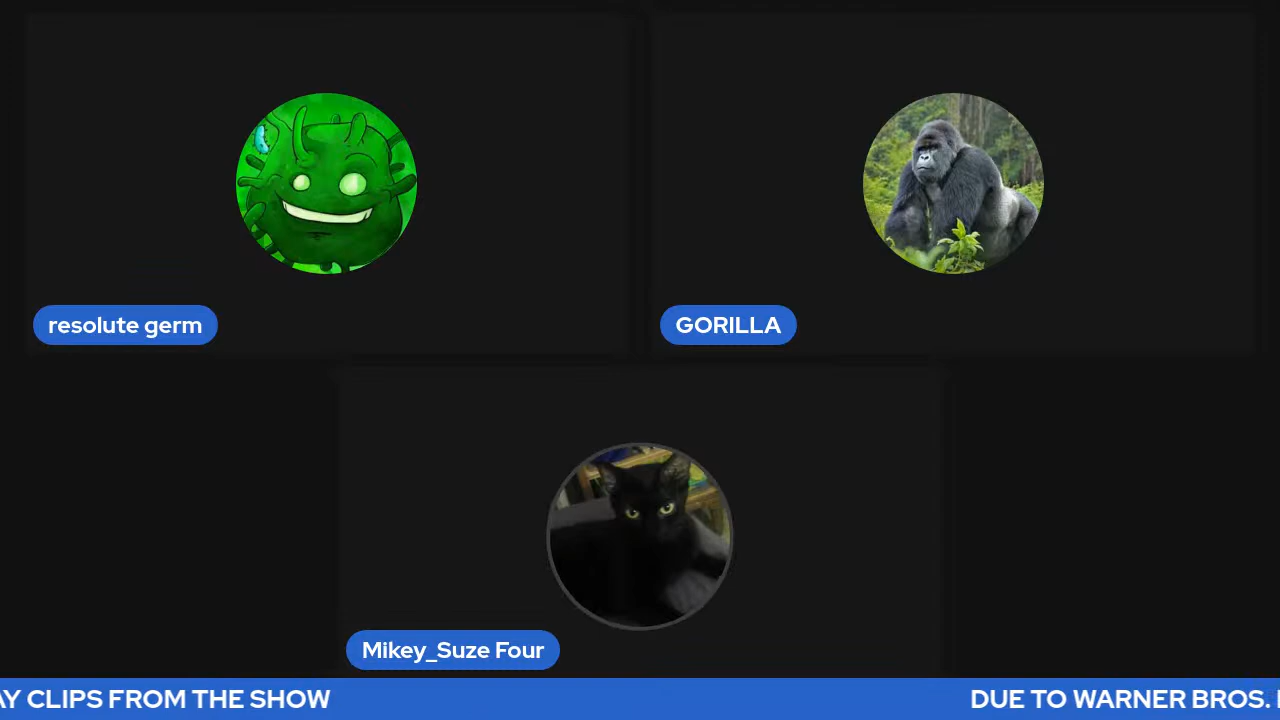 resolute germ
GORILLA
Mikey_Suze Four
AY CLIPS FROM THE SHOW
DUE TO WARNER BROS.